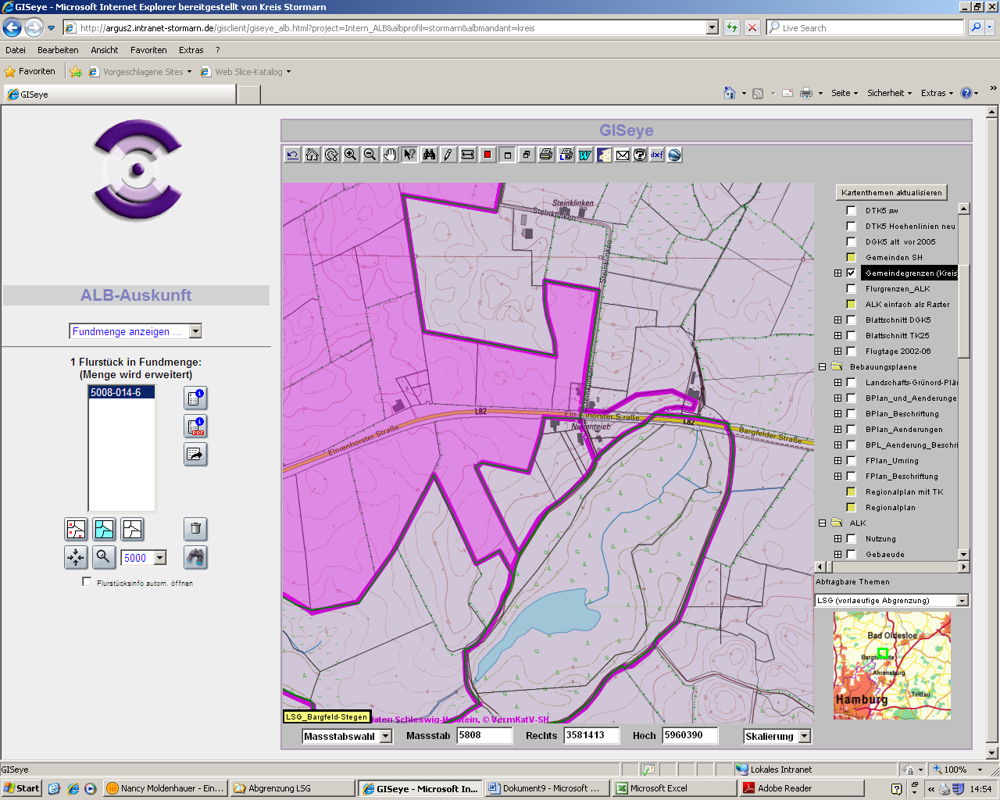 GISeye - Microsoft Internet Explorer bereitgestellt von Kreis Stormarn
http://argus2.intranet-stormarn.de/gisclient/giseye_alb.html?project=Intern_ALB&albprofil=stormarn&albmandant=kreis
Live Search
Datei Bearbeiten Ansicht Favoriten Extras ?
Favoriten Vorgeschlagene Sites Web Slice-Katalog
GISeye
Seite Sicherheit Extras
GISeye
ALB-Auskunft
Fundmenge anzeigen ...
1 Flurstück in Fundmenge:
(Menge wird erweitert)
5008-014-6
PDF
5000
Flurstücksinfo autom. öffnen
W
dxf
Steinklinken
Steinklinken
Steinklinken
Steinklinken
L82
Elmenhorster Straße
Neuenteich
L82
Bargfelder Straße
LSG_Bargfeld-Stegen
daten Schleswig-Holstein, © VermKatV-SH
Massstabswahl
Massstab 5808
Rechts 3581413
Hoch 5960390
Skalierung
Kartenthemen aktualisieren
DTK5 sw
DTK5 Hoehenlinien neu
DGK5 alt vor 2005
Gemeinden SH
Gemeindegrenzen (Kreis
Flurgrenzen_ALK
ALK einfach als Raster
Blattschnitt DGK5
Blattschnitt TK25
Flugtage 2002-06
Bebauungsplaene
Landschafts-Grünord-Plän
BPlan_und_Aenderunge
BPlan_Beschriftung
BPlan_Aenderungen
BPL_Aenderung_Beschri
FPlan_Umring
FPlan_Beschriftung
Regionalplan mit TK
Regionalplan
ALK
Nutzung
Gebaeude
Abfragbare Themen
LSG (vorlaeufige Abgrenzung)
Bad Oldesloe
Ahrensburg
Hamburg
Trittau
GISeye
Lokales Intranet
100%
Start
Nancy Moldenhauer - Ein...
Abgrenzung LSG
GISeye - Microsoft In...
Dokument9 - Microsoft ...
Microsoft Excel
Adobe Reader
14:54